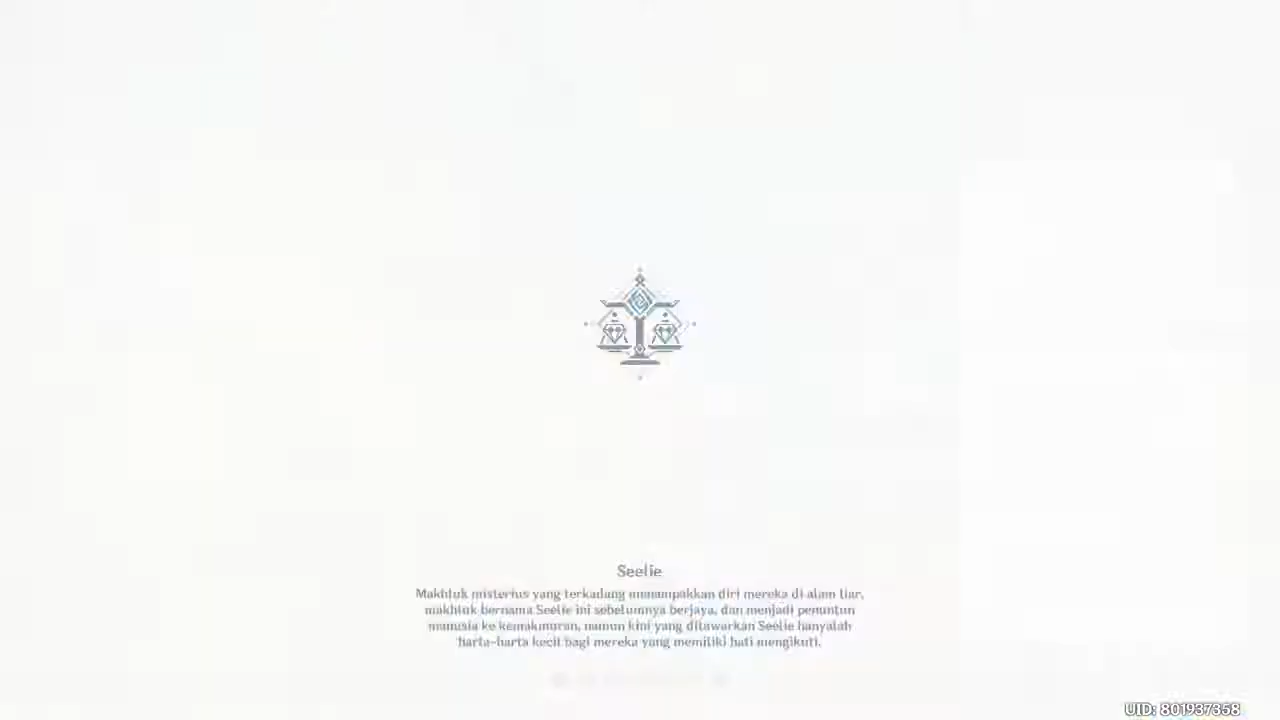 Seelie
Makhluk misterius yang terkadang menampakkan diri mereka di alam liar,
makhluk bernama Seelie ini sebelumnya berjaya, dan menjadi penuntun
manusia ke kemakmuran, namun kini yang ditawarkan Seelie hanyalah
harta-harta kecil bagi mereka yang memiliki hati mengikuti.
UID: 801937358